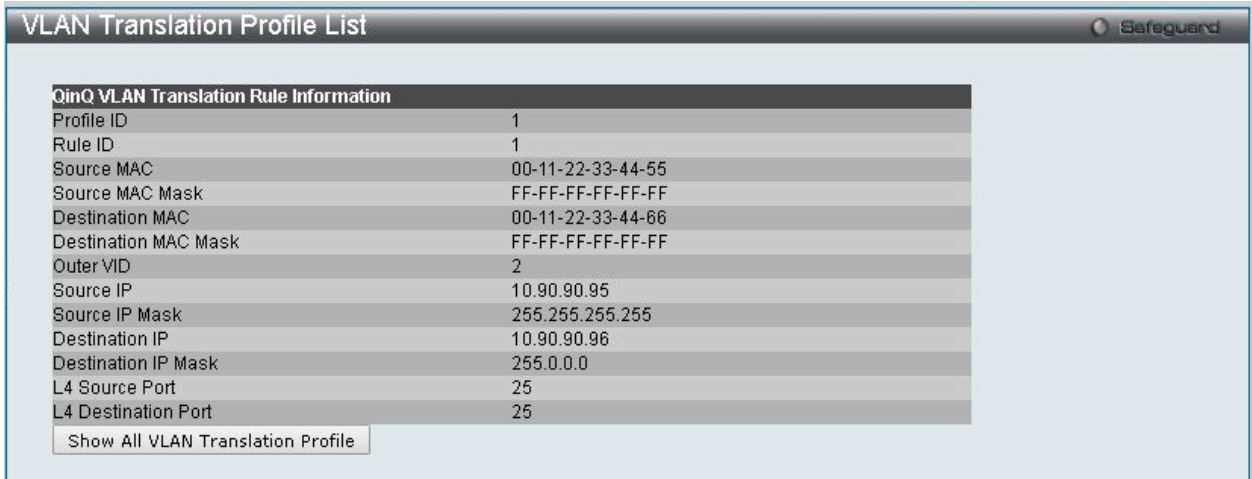 VLAN Translation Profile List
Safeguard
QinQ VLAN Translation Rule Information
Profile ID 1
Rule ID 1
Source MAC 00-11-22-33-44-55
Source MAC Mask FF-FF-FF-FF-FF-FF
Destination MAC 00-11-22-33-44-66
Destination MAC Mask FF-FF-FF-FF-FF-FF
Outer VID 2
Source IP 10.90.90.95
Source IP Mask 255.255.255.255
Destination IP 10.90.90.96
Destination IP Mask 255.0.0.0
L4 Source Port 25
L4 Destination Port 25
Show All VLAN Translation Profile